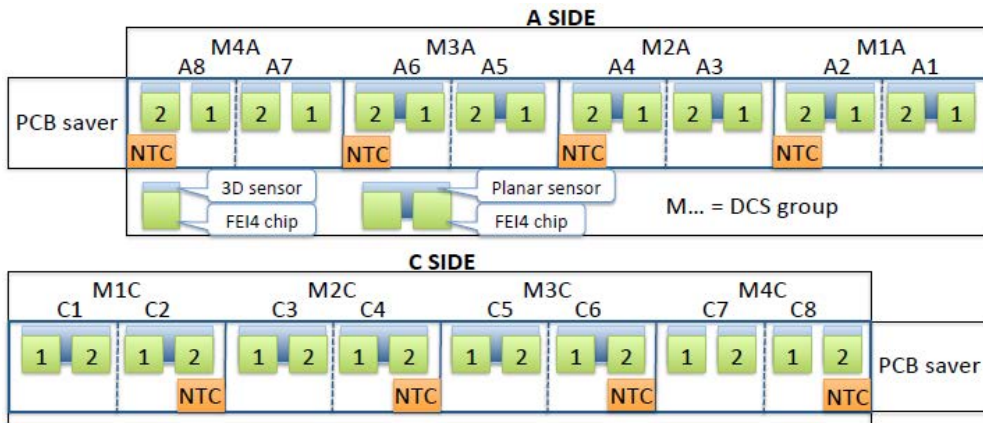 A SIDE
M4A M3A M2A M1A
A8 A7 A6 A5 A4 A3 A2 A1
PCB saver 2 1 2 1 2 1 2 1 2 1 2 1 2 1 2 1
NTC NTC NTC NTC
3D sensor Planar sensor
M... = DCS group
FEI4 chip FEI4 chip
C SIDE
M1C M2C M3C M4C
C1 C2 C3 C4 C5 C6 C7 C8
1 2 1 2 1 2 1 2 1 2 1 2 1 2 1 2 PCB saver
NTC NTC NTC NTC